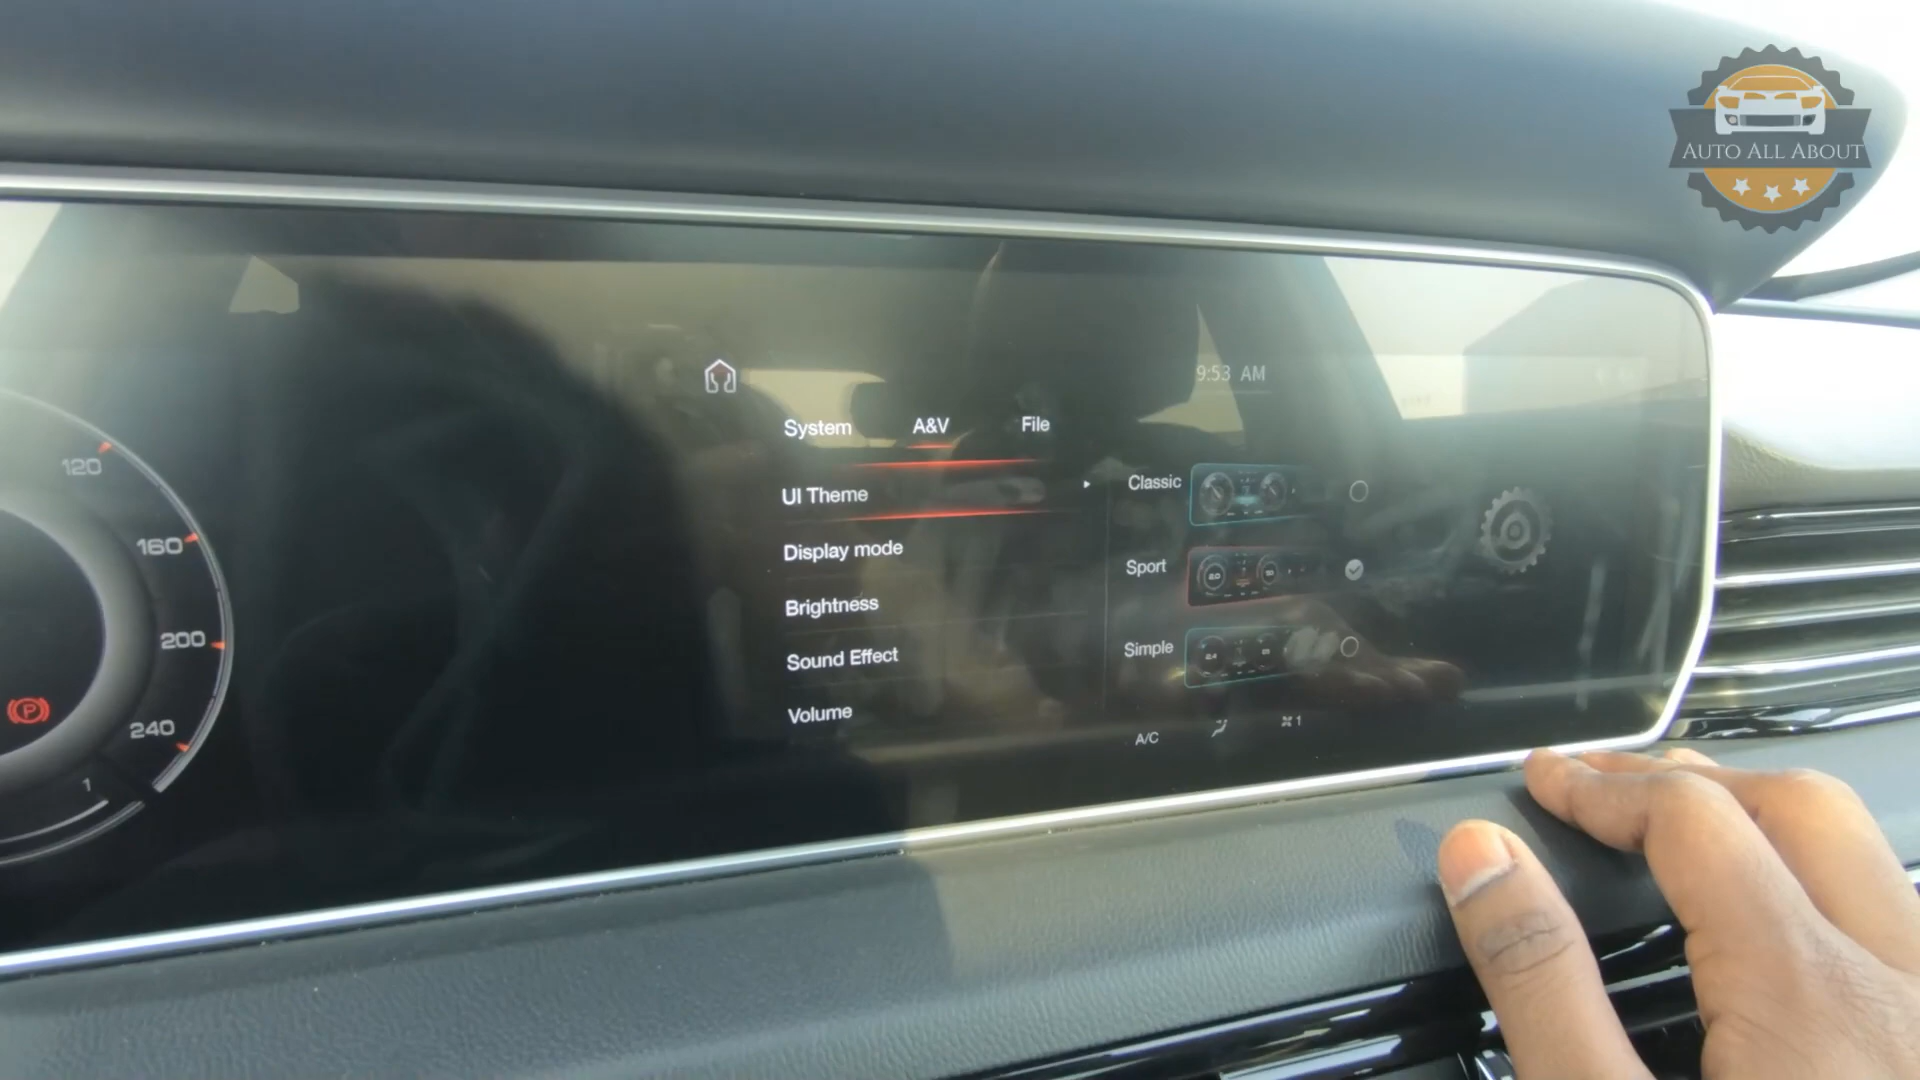 AUTO ALL ABOUT
9:53 AM
System A&V File
UI Theme
Display mode
Brightness
Sound Effect
Volume
Classic
Sport
Simple
A/C
1
120
160
200
240
1
P